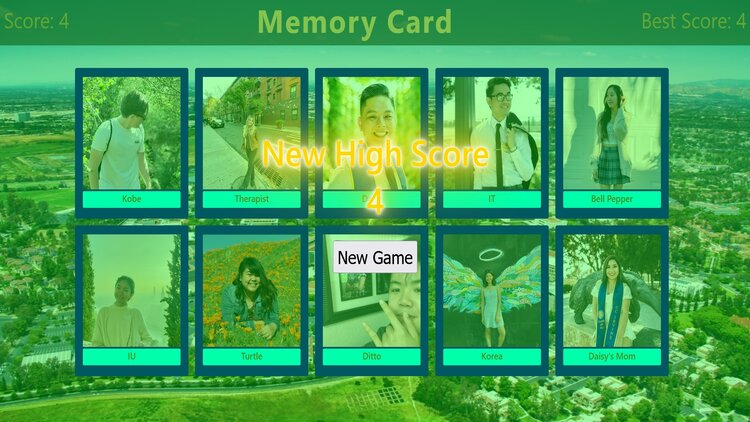 Score: 4
Memory Card
Best Score: 4
Kobe
Therapist
IT
Bell Pepper
New High Score
4
New Game
IU
Turtle
Ditto
Korea
Daisy's Mom